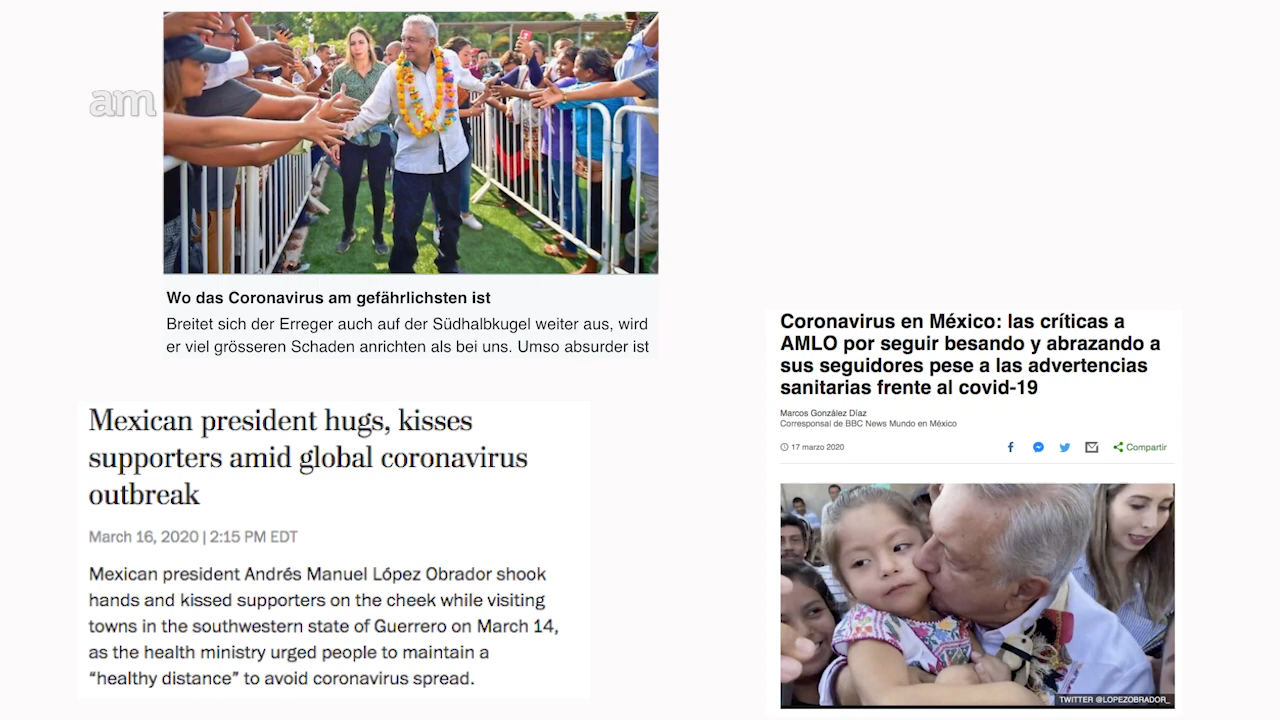 am
Wo das Coronavirus am gefährlichsten ist
Breitet sich der Erreger auch auf der Südhalbkugel weiter aus, wird
er viel grösseren Schaden anrichten als bei uns. Umso absurder ist
Mexican president hugs, kisses
supporters amid global coronavirus
outbreak
March 16, 2020 | 2:15 PM EDT
Mexican president Andrés Manuel López Obrador shook
hands and kissed supporters on the cheek while visiting
towns in the southwestern state of Guerrero on March 14,
as the health ministry urged people to maintain a
“healthy distance” to avoid coronavirus spread.
Coronavirus en México: las críticas a
AMLO por seguir besando y abrazando a
sus seguidores pese a las advertencias
sanitarias frente al covid-19
Marcos González Díaz
Corresponsal de BBC News Mundo en México
17 marzo 2020
Compartir
TWITTER @LOPEZOBRADOR_